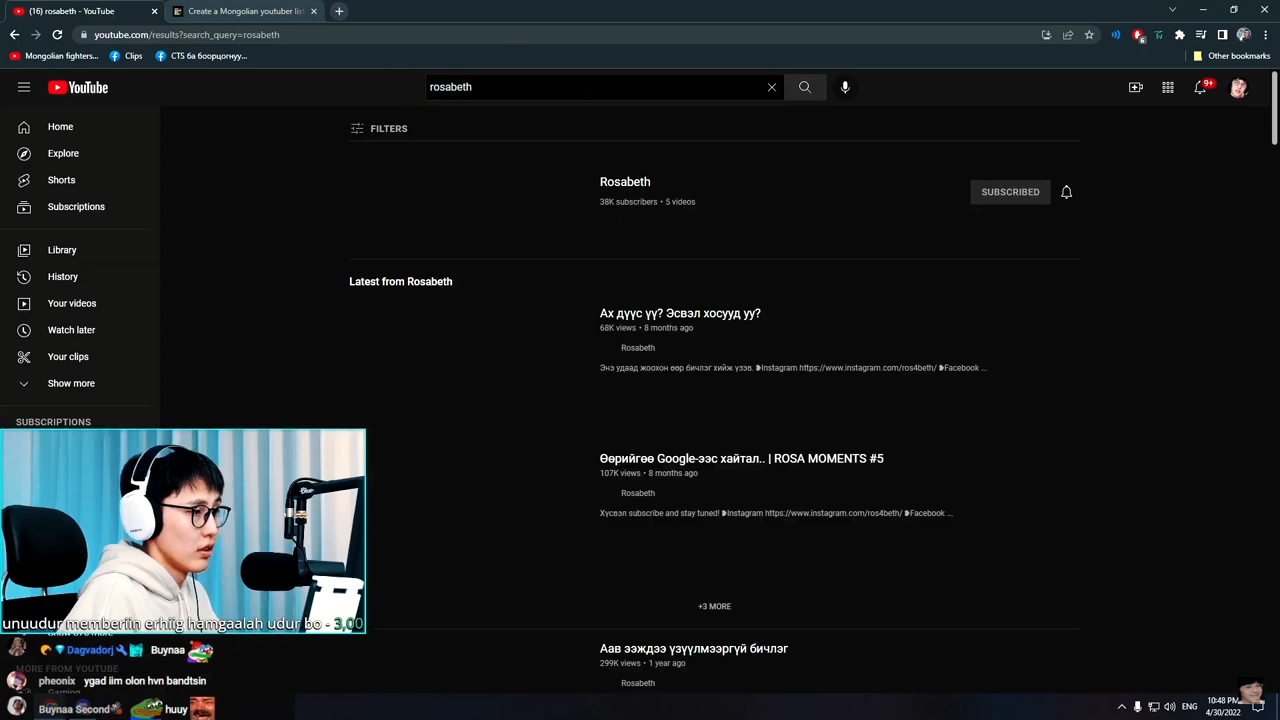 (16) rosabeth - YouTube
Create a Mongolian youtuber list
youtube.com/results?search_query=rosabeth
Mongolian fighters...
Clips
CTS ба боорцогнуу...
Other bookmarks
YouTube
rosabeth
9+
Home
Explore
Shorts
Subscriptions
Library
History
Your videos
Watch later
Your clips
Show more
SUBSCRIPTIONS
FILTERS
Rosabeth
38K subscribers • 5 videos
SUBSCRIBED
Latest from Rosabeth
Ах дүүс үү? Эсвэл хосууд уу?
68K views • 8 months ago
Rosabeth
Энэ удаад жоохон өөр бичлэг хийж үзэв. ❥Instagram https://www.instagram.com/ros4beth/ ❥Facebook ...
Өөрийгөө Google-ээс хайтал.. | ROSA MOMENTS #5
107K views • 8 months ago
Rosabeth
Хүсвэл subscribe and stay tuned! ❥Instagram https://www.instagram.com/ros4beth/ ❥Facebook ...
+3 MORE
Аав ээждээ үзүүлмээргүй бичлэг
299K views • 1 year ago
Rosabeth
unuudur memberiin erhiig hamgaalah udur bo - 3,00
Dagvadorj Buynaa
MORE FROM YOUTUBE
pheonix ygad iim olon hvn bandtsin
Gaming
Buynaa Second huuy
ENG
10:48 PM
4/30/2022